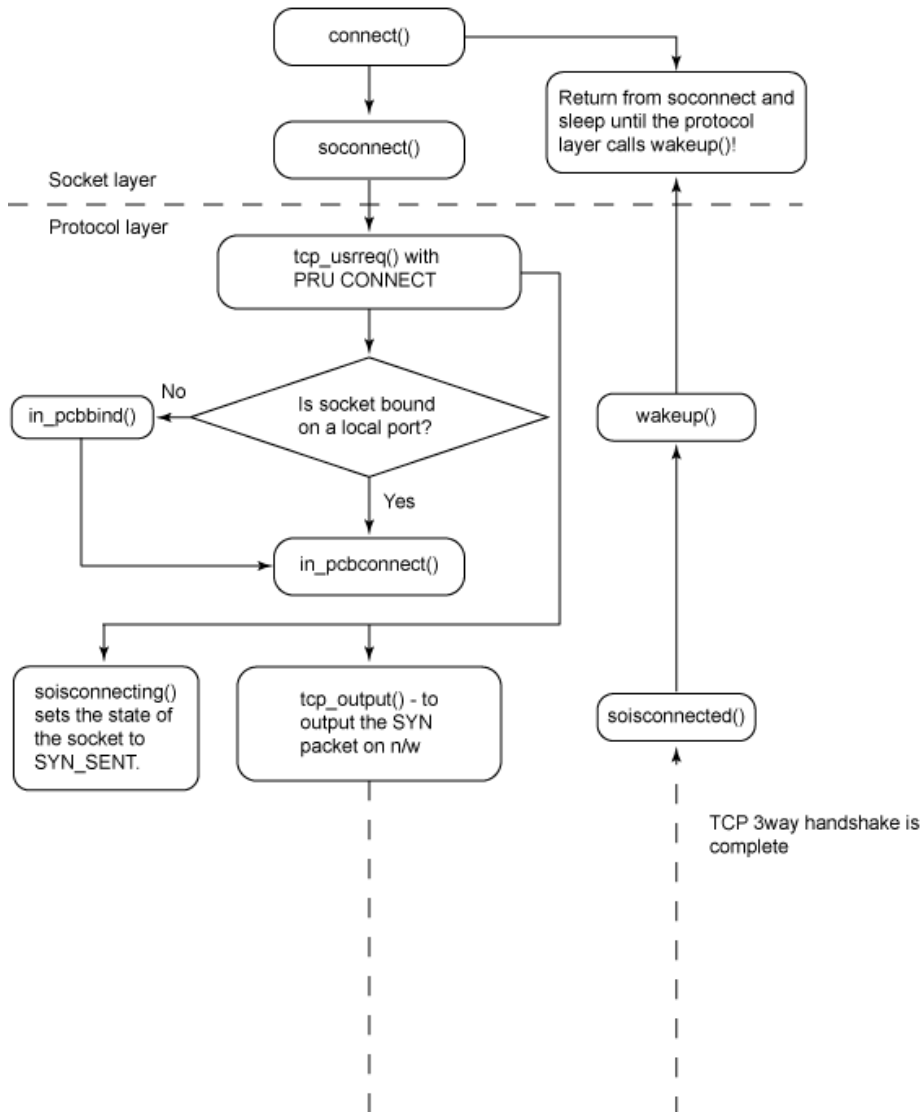 connect()
Return from soconnect and
sleep until the protocol
layer calls wakeup()!
soconnect()
Socket layer
Protocol layer
tcp_usrreq() with
PRU CONNECT
No
in_pcbbind()
Is socket bound
on a local port?
wakeup()
Yes
in_pcbconnect()
soisconnecting()
sets the state of
the socket to
SYN_SENT.
tcp_output() - to
output the SYN
packet on n/w
soisconnected()
TCP 3way handshake is
complete